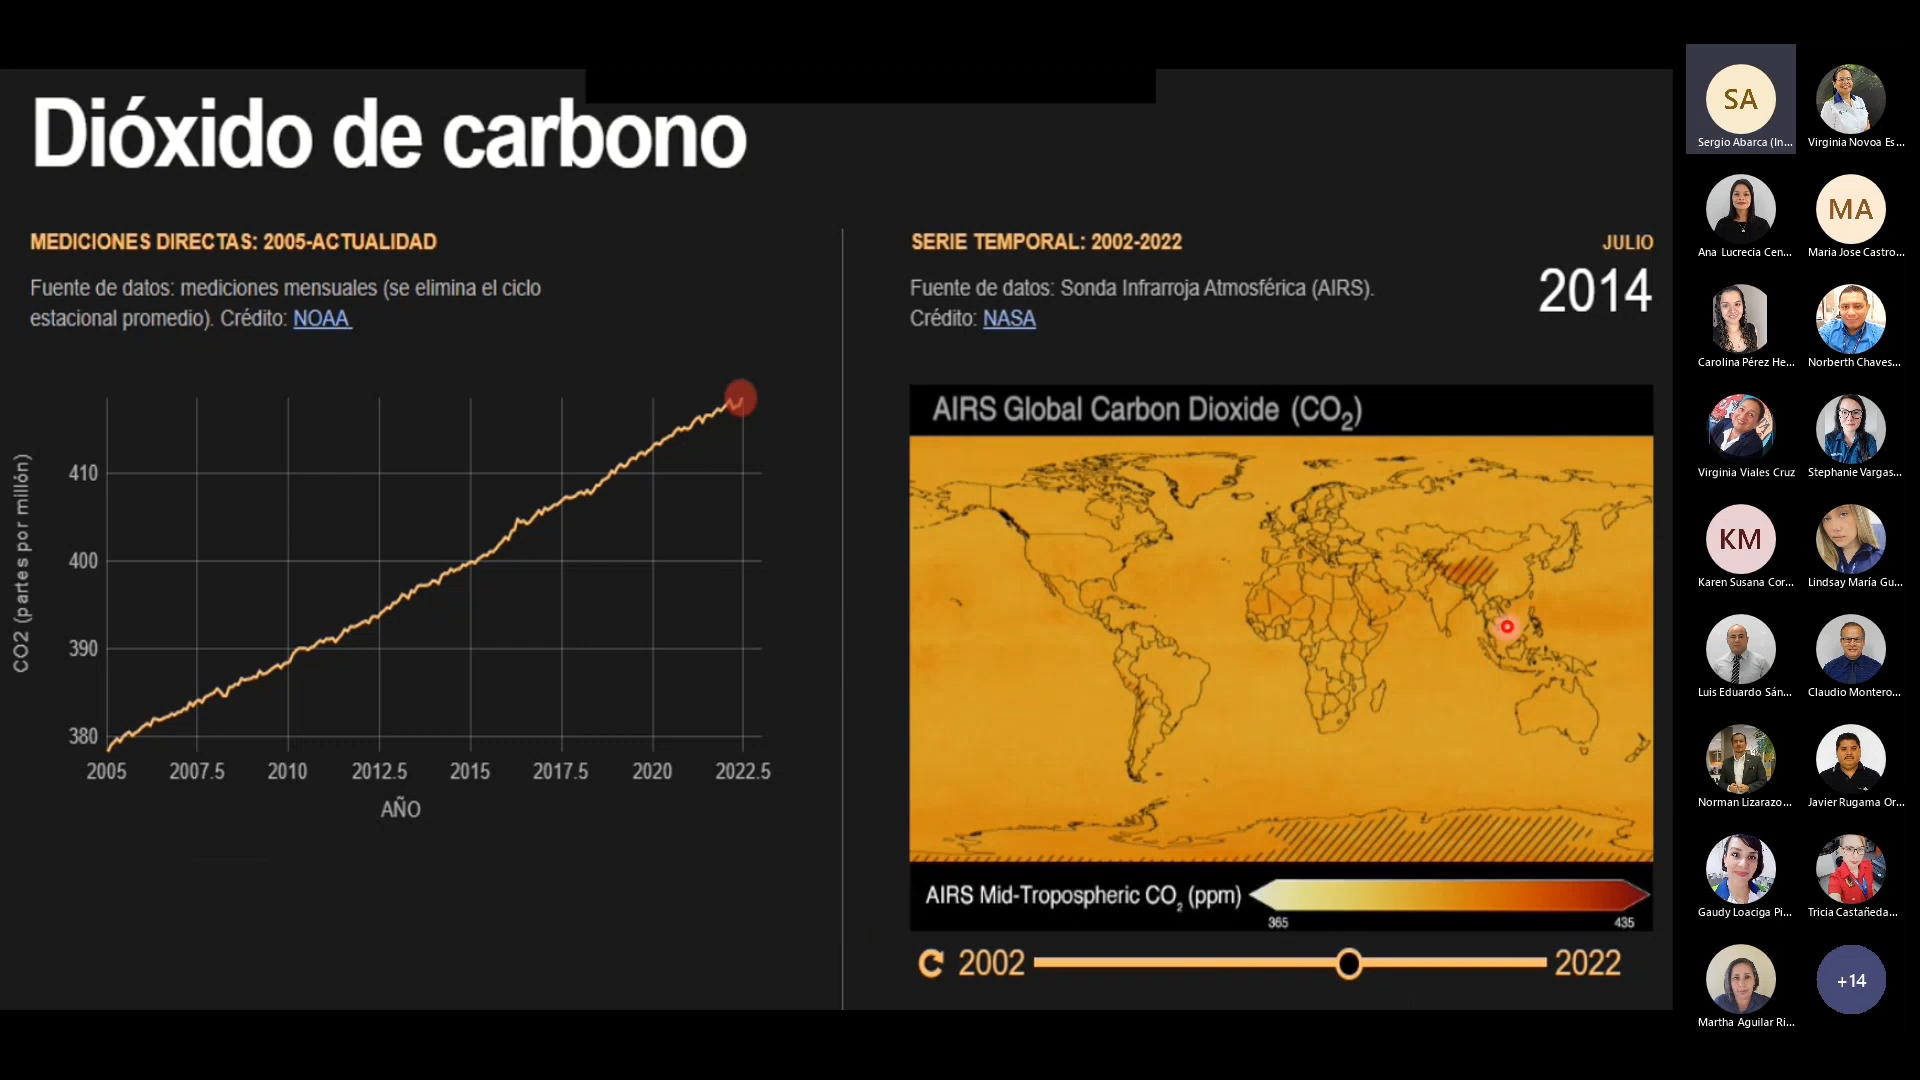 Dióxido de carbono
MEDICIONES DIRECTAS: 2005-ACTUALIDAD
Fuente de datos: mediciones mensuales (se elimina el ciclo
estacional promedio). Crédito: NOAA
CO2 (partes por millón)
410
400
390
380
2005 2007.5 2010 2012.5 2015 2017.5 2020 2022.5
AÑO
SERIE TEMPORAL: 2002-2022
Fuente de datos: Sonda Infrarroja Atmosférica (AIRS).
Crédito: NASA
JULIO
2014
AIRS Global Carbon Dioxide (CO₂)
AIRS Mid-Tropospheric CO₂ (ppm)
365 435
2002 2022
SA
Sergio Abarca (In...
Virginia Novoa Es...
Ana Lucrecia Cen...
MA
Maria Jose Castro...
Carolina Pérez He...
Norberth Chaves...
Virginia Viales Cruz
Stephanie Vargas...
KM
Karen Susana Cor...
Lindsay María Gu...
Luis Eduardo Sán...
Claudio Montero...
Norman Lizarazo...
Javier Rugama Or...
Gaudy Loaciga Pi...
Tricia Castañeda...
Martha Aguilar Ri...
+14